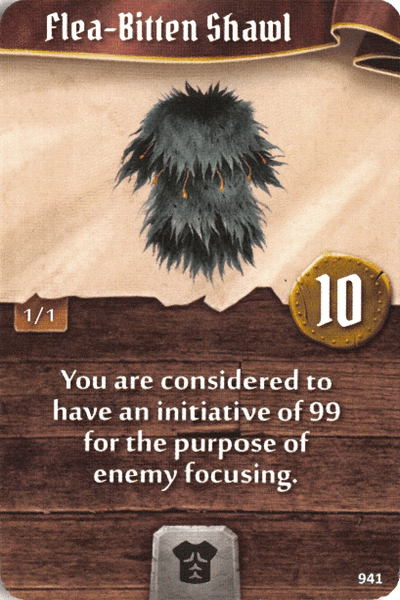 Flea-Bitten Shawl
10
1/1
You are considered to
have an initiative of 99
for the purpose of
enemy focusing.
941